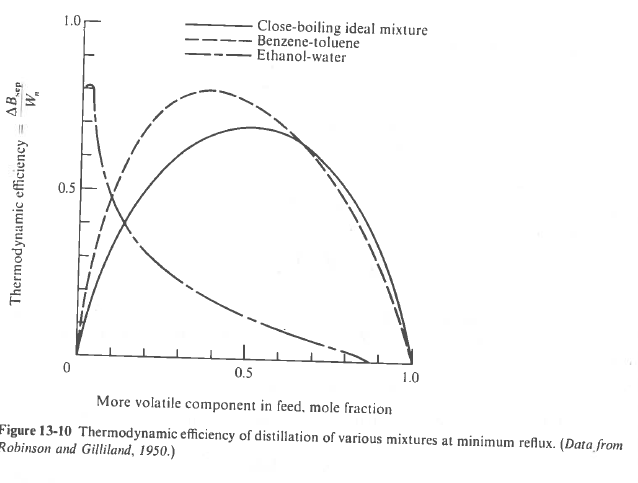 1.0
Close-boiling ideal mixture
Benzene-toluene
Ethanol-water
Thermodynamic efficiency = ΔBsep / Wn
0.5
0
0.5
1.0
More volatile component in feed, mole fraction
Figure 13-10 Thermodynamic efficiency of distillation of various mixtures at minimum reflux. (Data from
Robinson and Gilliland, 1950.)